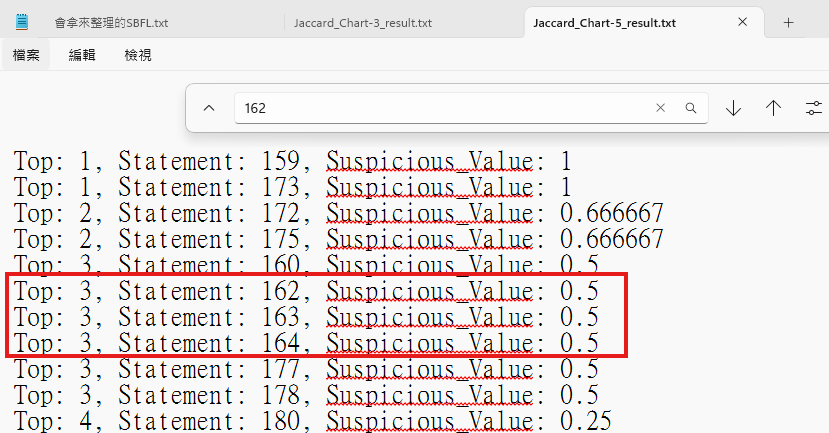 會拿來整理的SBFL.txt Jaccard_Chart-3_result.txt Jaccard_Chart-5_result.txt
檔案 編輯 檢視
162
Top: 1, Statement: 159, Suspicious_Value: 1
Top: 1, Statement: 173, Suspicious_Value: 1
Top: 2, Statement: 172, Suspicious_Value: 0.666667
Top: 2, Statement: 175, Suspicious_Value: 0.666667
Top: 3, Statement: 160, Suspicious_Value: 0.5
Top: 3, Statement: 162, Suspicious_Value: 0.5
Top: 3, Statement: 163, Suspicious_Value: 0.5
Top: 3, Statement: 164, Suspicious_Value: 0.5
Top: 3, Statement: 177, Suspicious_Value: 0.5
Top: 3, Statement: 178, Suspicious_Value: 0.5
Top: 4, Statement: 180, Suspicious_Value: 0.25